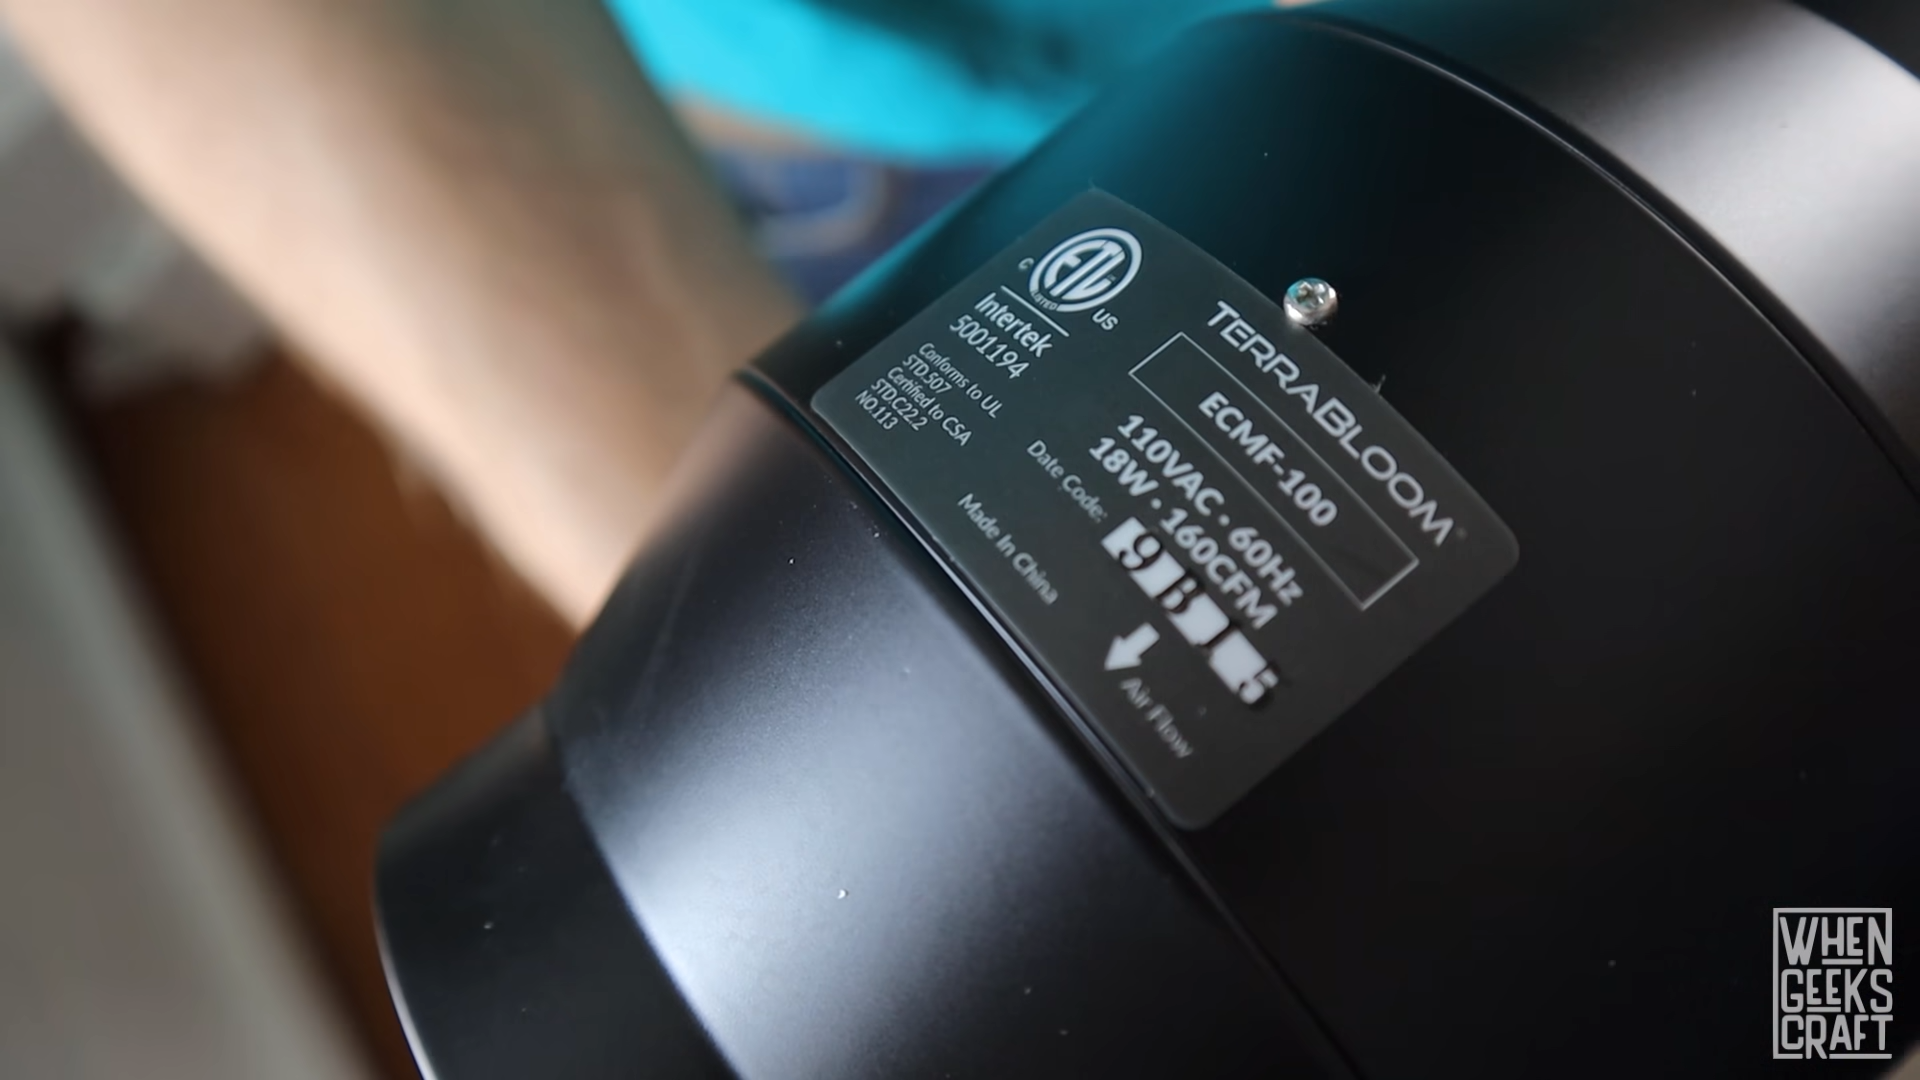 ETL
LISTED
C
US
Intertek
5001194
Conforms to UL
STD.507
Certified to CSA
STD.C22.2
NO.113
TERRABLOOM
ECMF-100
110VAC · 60Hz
18W · 160CFM
Date Code:
Made In China
Air Flow
WHEN
GEEKS
CRAFT